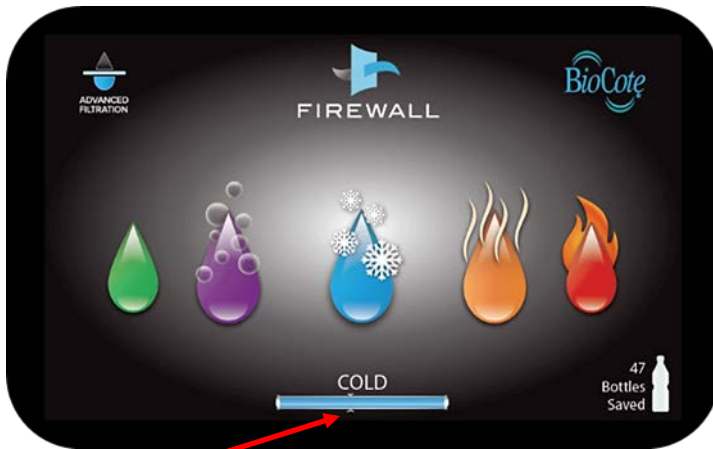 ADVANCED
FILTRATION
FIREWALL
BioCote
COLD
47
Bottles
Saved